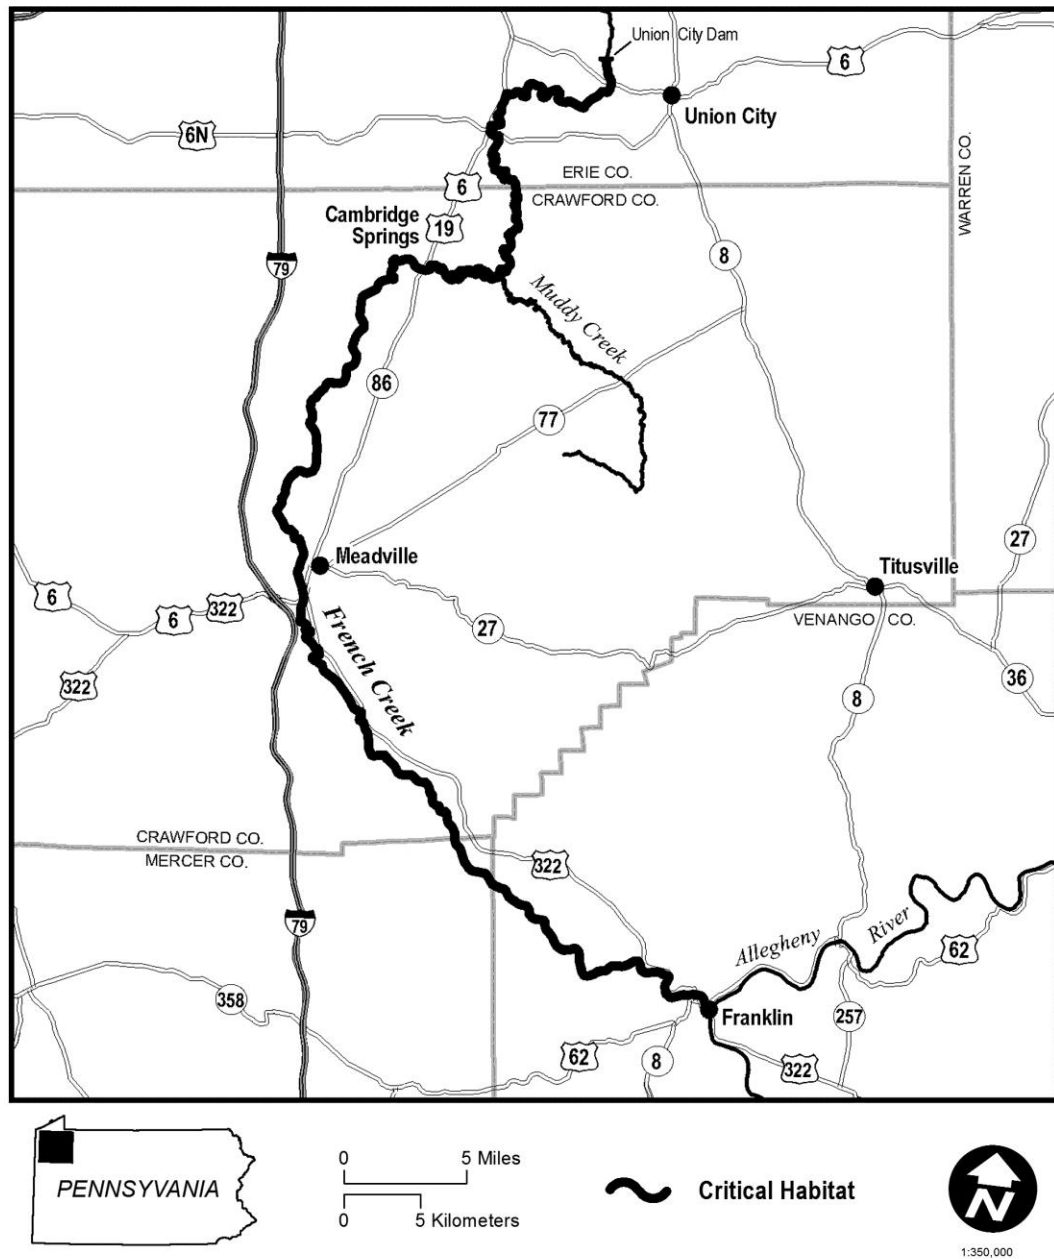 Union City Dam
6
Union City
6N
WARREN CO.
ERIE CO.
6
CRAWFORD CO.
Cambridge
Springs
19
8
79
Muddy Creek
86
77
27
Meadville
Titusville
6
322
6
VENANGO CO.
27
French Creek
36
322
8
CRAWFORD CO.
MERCER CO.
322
River
79
Allegheny
62
358
Franklin
257
62
8
322
PENNSYVANIA
0
5 Miles
0
5 Kilometers
Critical Habitat
N
1:350,000